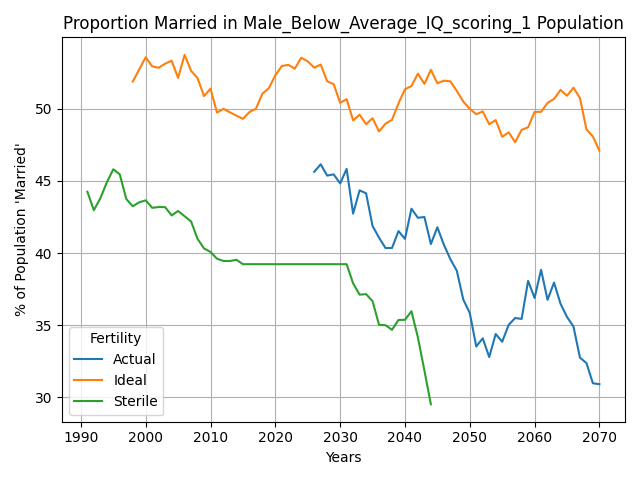 Proportion Married in Male_Below_Average_IQ_scoring_1 Population
% of Population 'Married'
50
45
40
35
30
Fertility
Actual
Ideal
Sterile
1990 2000 2010 2020 2030 2040 2050 2060 2070
Years